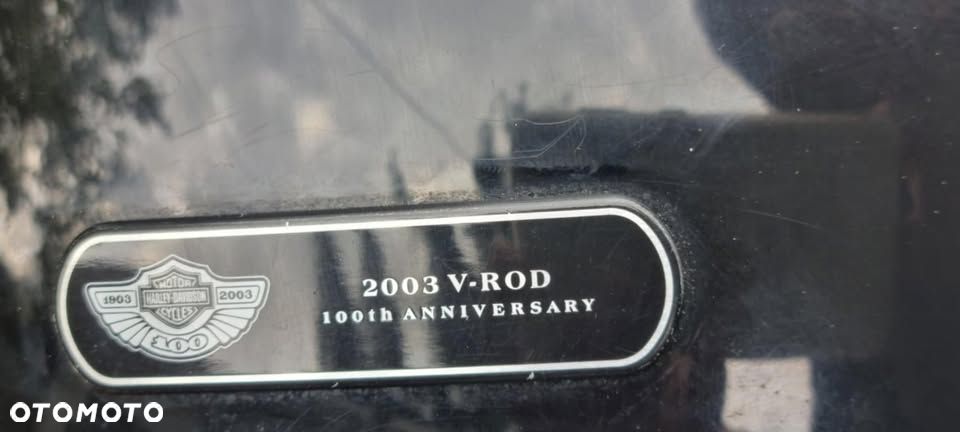 2003 V-ROD
100th ANNIVERSARY
MOTOR
1903 HARLEY-DAVIDSON 2003
CYCLES
100
OTOMOTO